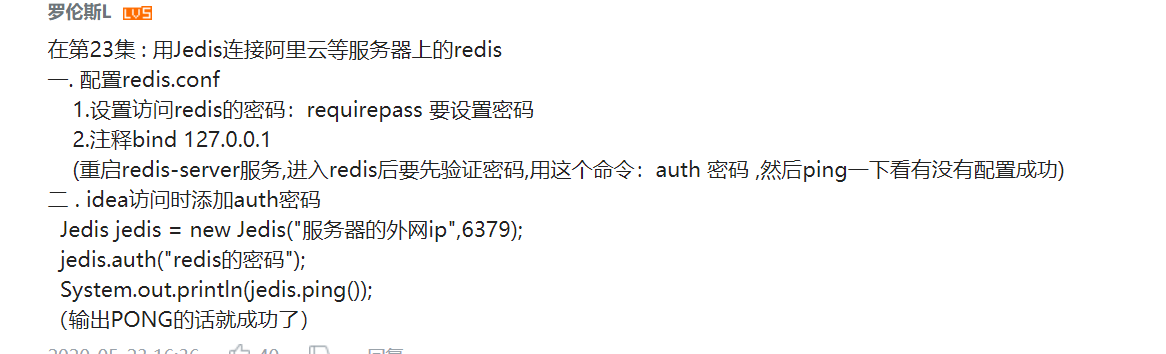 罗伦斯L LV5
在第23集 : 用Jedis连接阿里云等服务器上的redis
一. 配置redis.conf
1.设置访问redis的密码：requirepass 要设置密码
2.注释bind 127.0.0.1
(重启redis-server服务,进入redis后要先验证密码,用这个命令：auth 密码 ,然后ping一下看有没有配置成功)
二 . idea访问时添加auth密码
Jedis jedis = new Jedis("服务器的外网ip",6379);
jedis.auth("redis的密码");
System.out.println(jedis.ping());
（输出PONG的话就成功了）